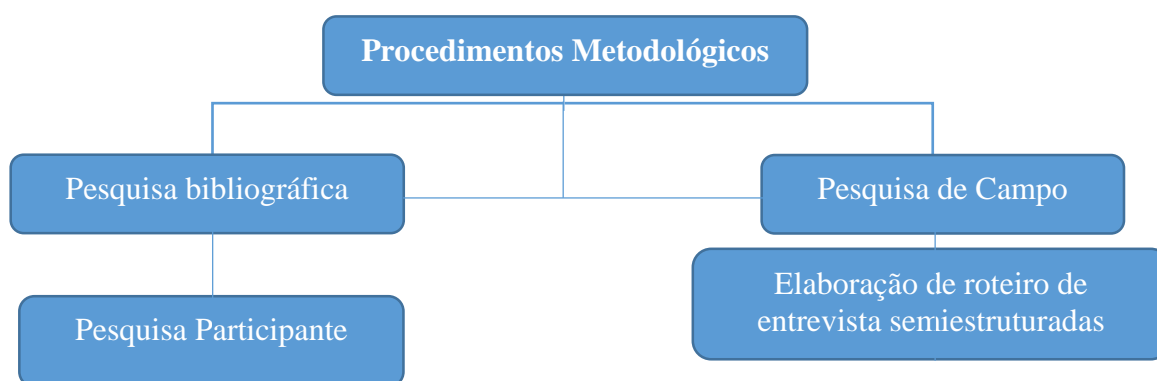 Procedimentos Metodológicos
Pesquisa bibliográfica
Pesquisa de Campo
Pesquisa Participante
Elaboração de roteiro de
entrevista semiestruturadas